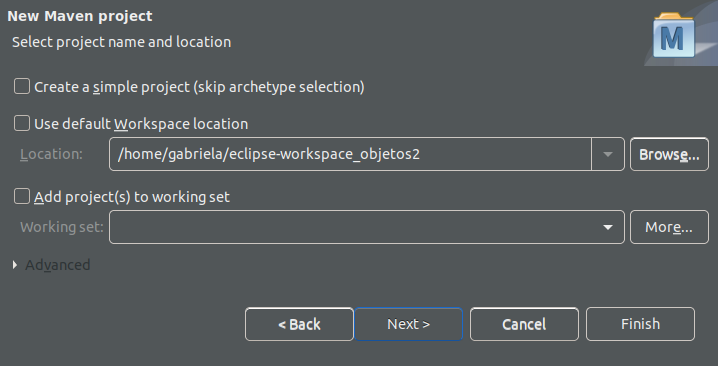 New Maven project
Select project name and location
M
Create a simple project (skip archetype selection)
Use default Workspace location
Location: /home/gabriela/eclipse-workspace_objetos2 Browse...
Add project(s) to working set
Working set: More...
Advanced
< Back Next > Cancel Finish